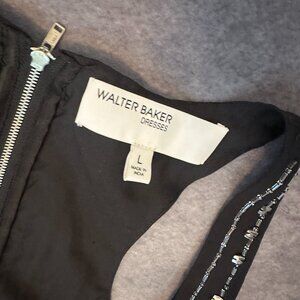 WALTER BAKER
DRESSES
L
MADE IN
INDIA